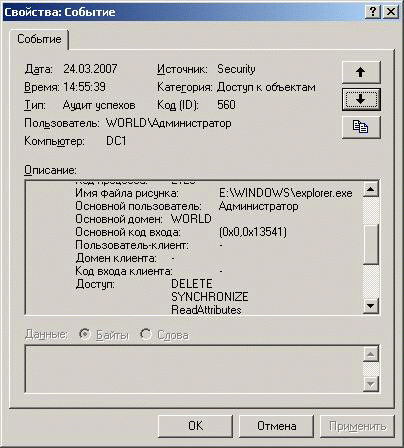 Свойства: Событие
Событие
Дата: 24.03.2007 Источник: Security
Время: 14:55:39 Категория: Доступ к объектам
Тип: Аудит успехов Код (ID): 560
Пользователь: WORLD\Администратор
Компьютер: DC1
Описание:
Имя Файла рисунка: E:\WINDOWS\explorer.exe
Основной пользователь: Администратор
Основной домен: WORLD
Основной код входа: (0x0,0x13541)
Пользователь-клиент: -
Домен клиента: -
Код входа клиента: -
Доступ: DELETE
SYNCHRONIZE
ReadAttributes
Данные: Байты Слова
ОК Отмена Применить